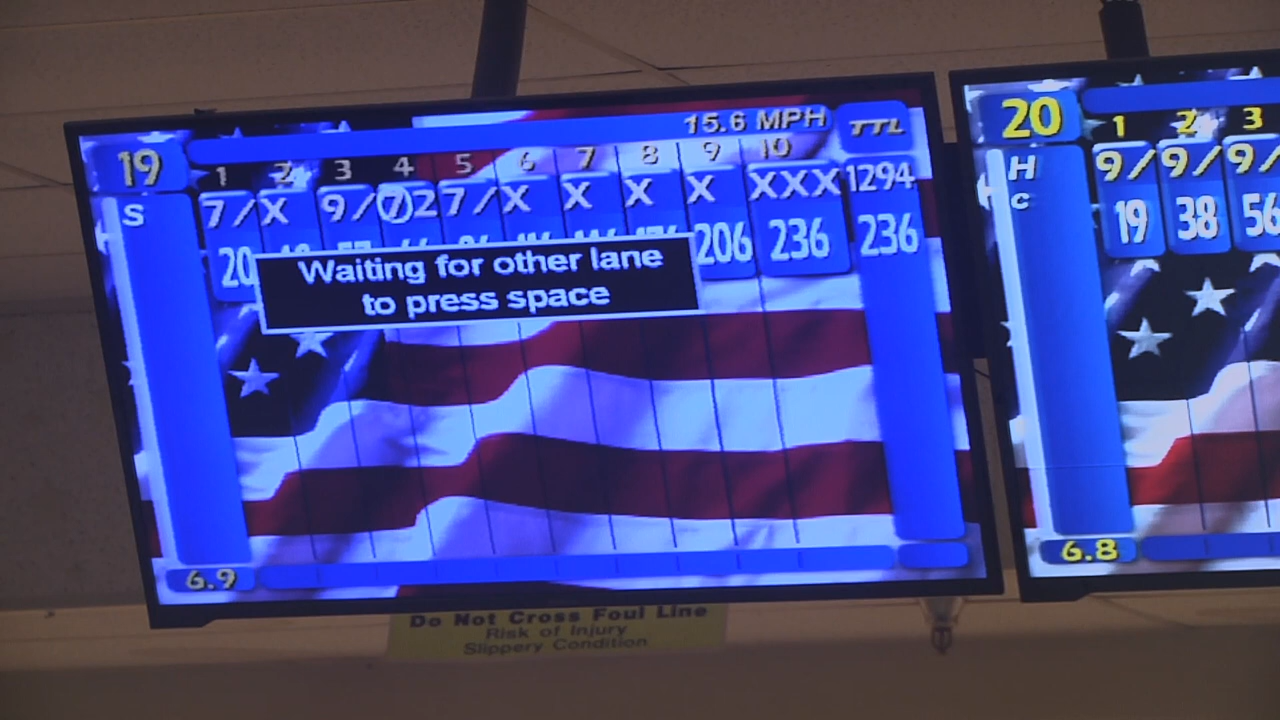 19
15.6 MPH
TTL
1 2 3 4 5 6 7 8 9 10
S
7/ X 9/ 72 7/ X X X X XXX 1294
20 206 236 236
Waiting for other lane
to press space
6.9
20
1 2 3
H
C
9/ 9/ 9/
19 38 56
6.8
Do Not Cross Foul Line
Risk of Injury
Slippery Condition